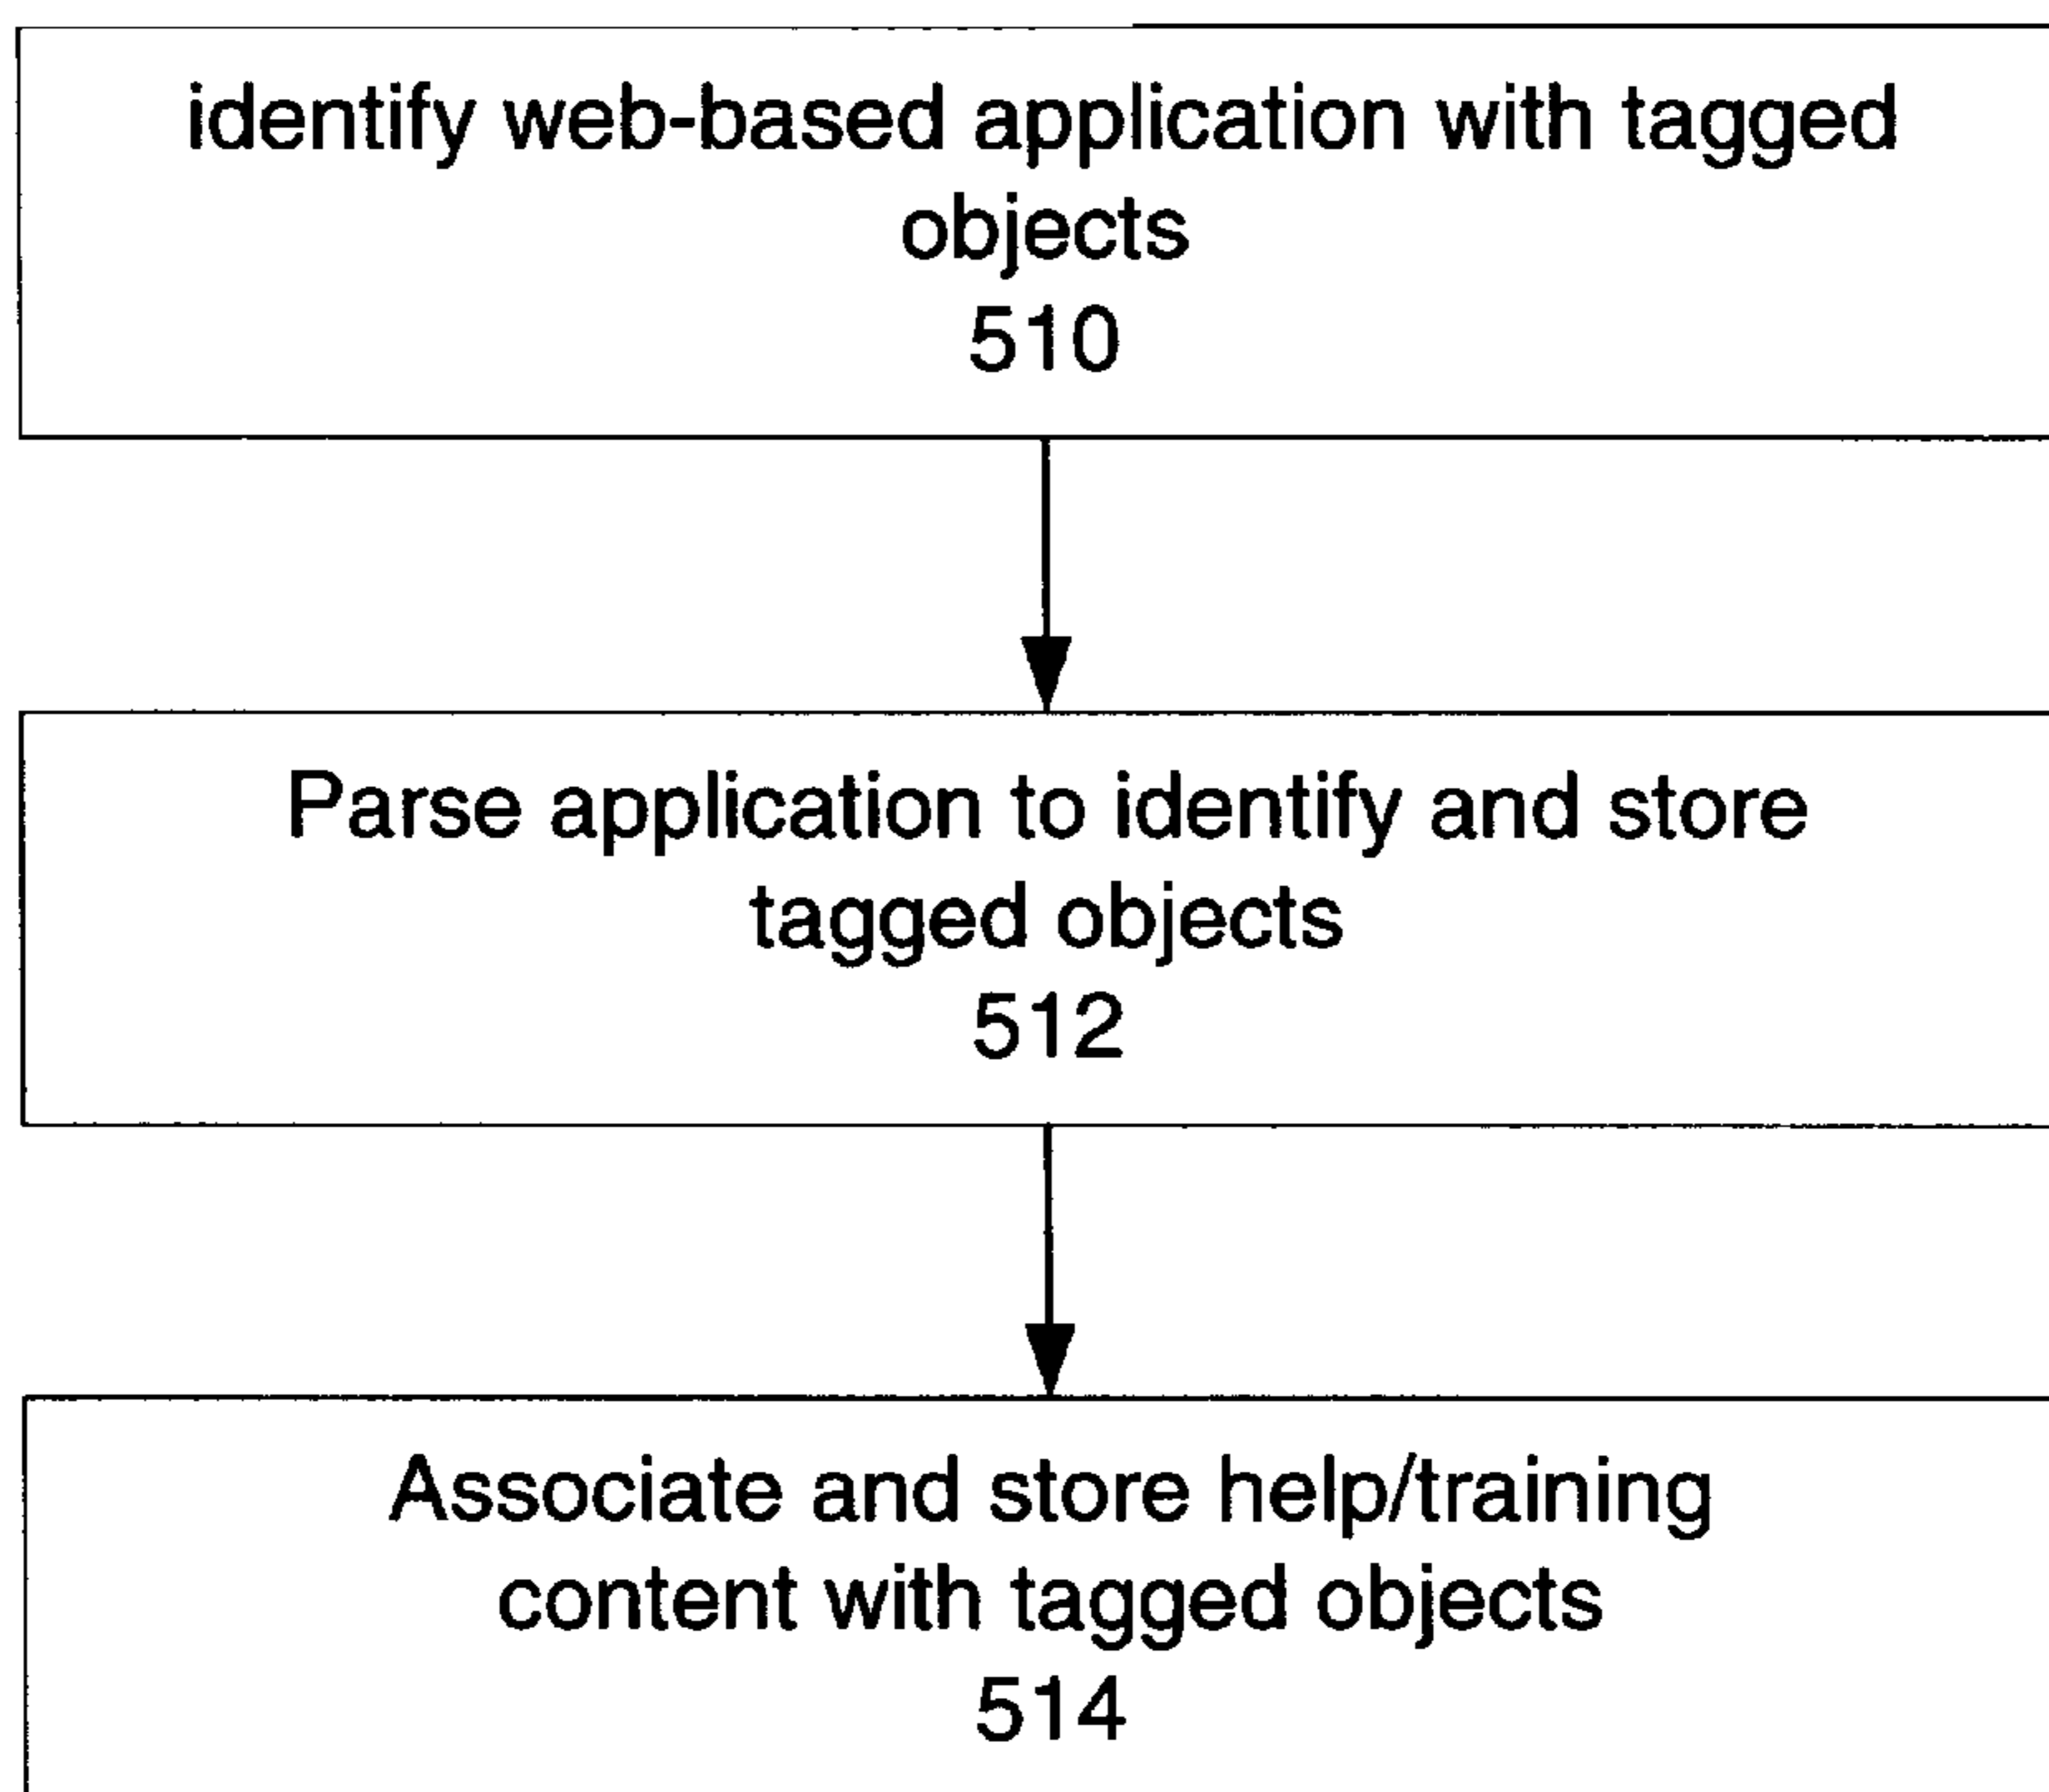 identify web-based application with tagged
objects
510
Parse application to identify and store
tagged objects
512
Associate and store help/training
content with tagged objects
514